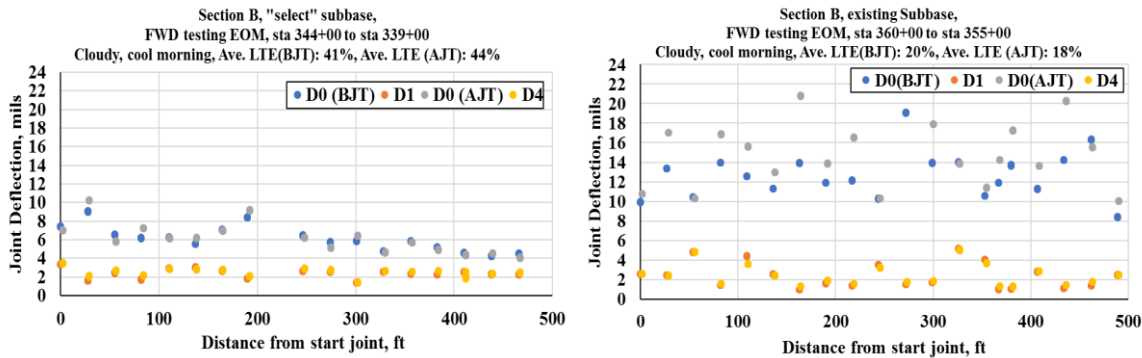 Section B, "select" subbase,
FWD testing EOM, sta 344+00 to sta 339+00
Cloudy, cool morning, Ave. LTE(BJT): 41%, Ave. LTE (AJT): 44%
D0 (BJT) D1 D0 (AJT) D4
24
22
20
18
16
14
12
10
8
6
4
2
0
Joint Deflection, mils
0 100 200 300 400 500
Distance from start joint, ft
Section B, existing Subbase,
FWD testing EOM, sta 360+00 to sta 355+00
Cloudy, cool morning, Ave. LTE(BJT): 20%, Ave. LTE (AJT): 18%
D0(BJT) D1 D0(AJT) D4
24
22
20
18
16
14
12
10
8
6
4
2
0
Joint Deflection, mils
0 100 200 300 400 500
Distance from start joint, ft